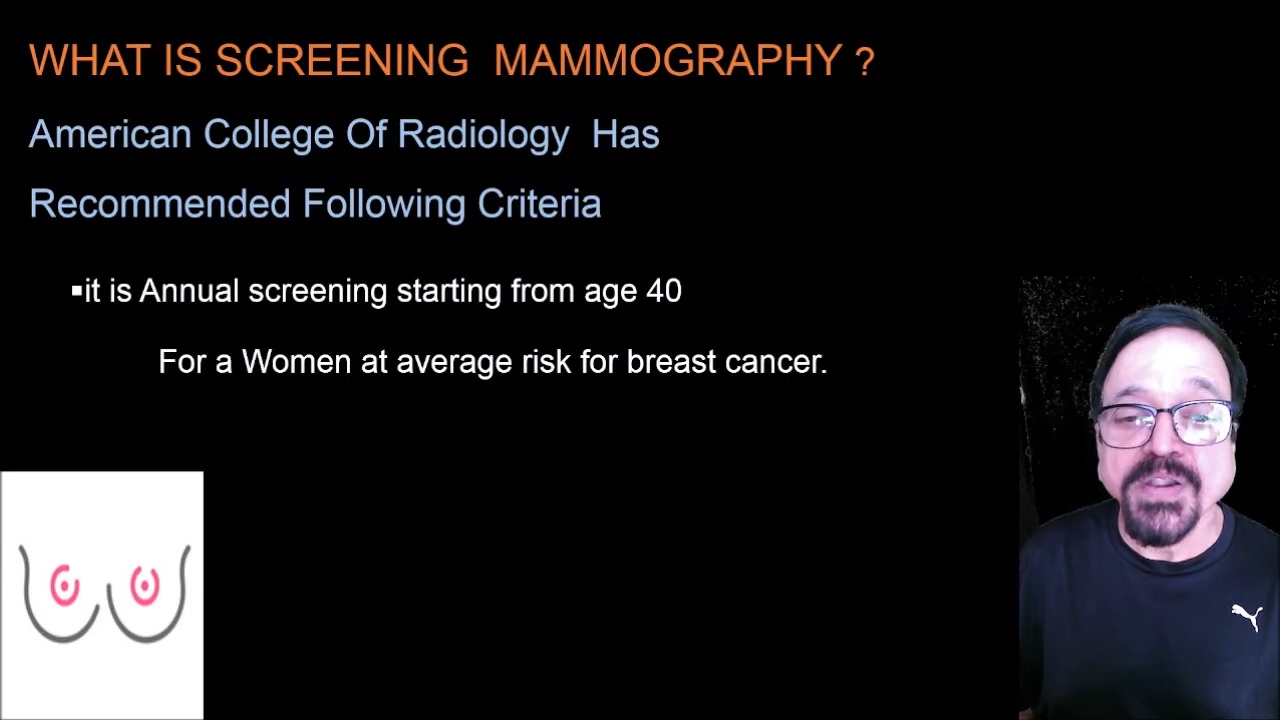 WHAT IS SCREENING MAMMOGRAPHY ?
American College Of Radiology Has
Recommended Following Criteria
▪it is Annual screening starting from age 40
For a Women at average risk for breast cancer.